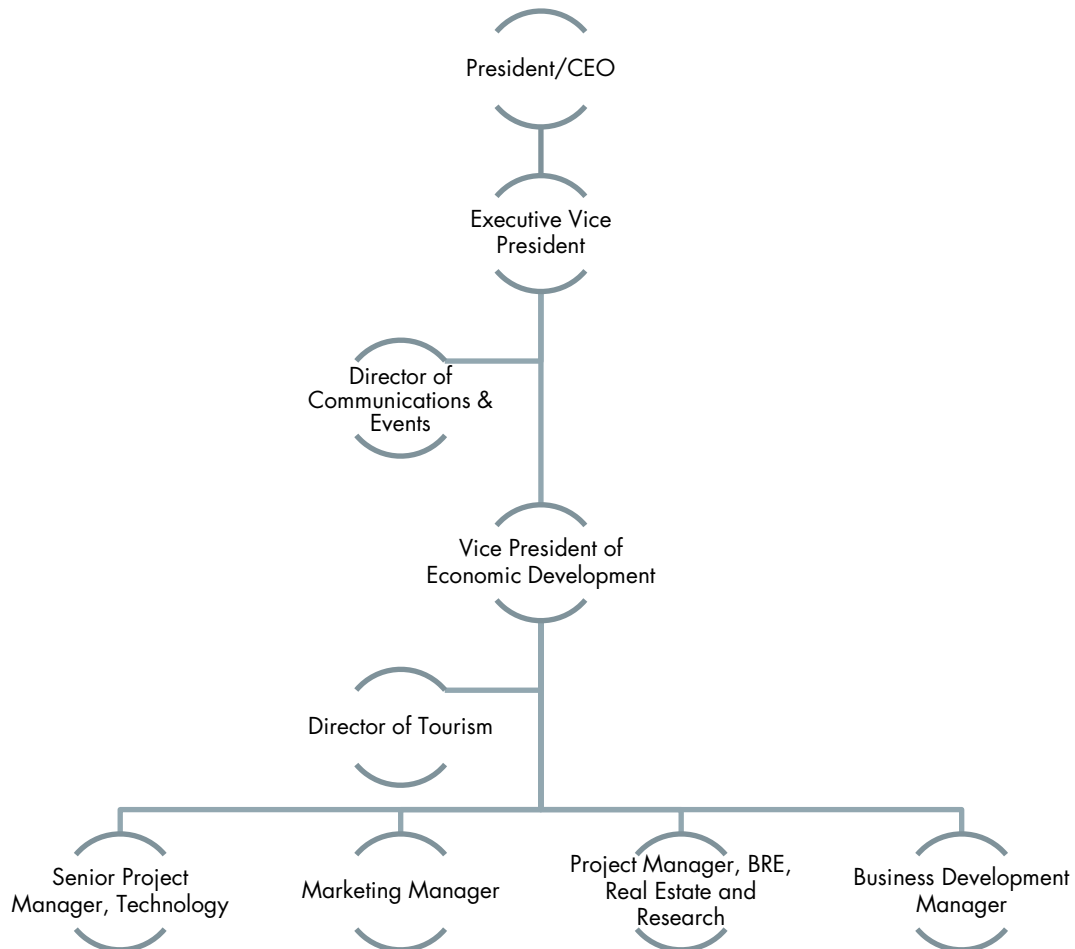 President/CEO
Executive Vice
President
Director of
Communications &
Events
Vice President of
Economic Development
Director of Tourism
Senior Project
Manager, Technology
Marketing Manager
Project Manager, BRE,
Real Estate and
Research
Business Development
Manager